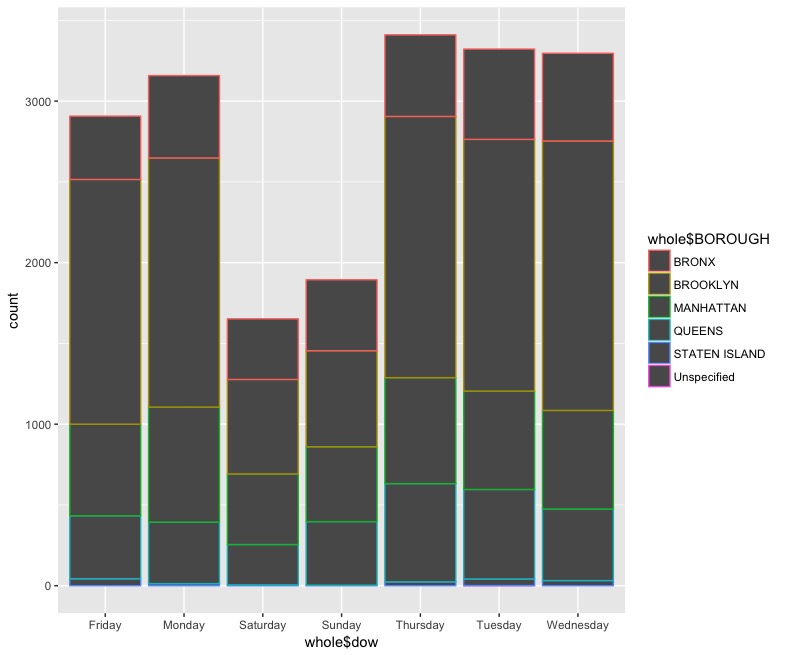 3000
2000
1000
0
count
Friday Monday Saturday Sunday Thursday Tuesday Wednesday
whole$dow
whole$BOROUGH
BRONX
BROOKLYN
MANHATTAN
QUEENS
STATEN ISLAND
Unspecified